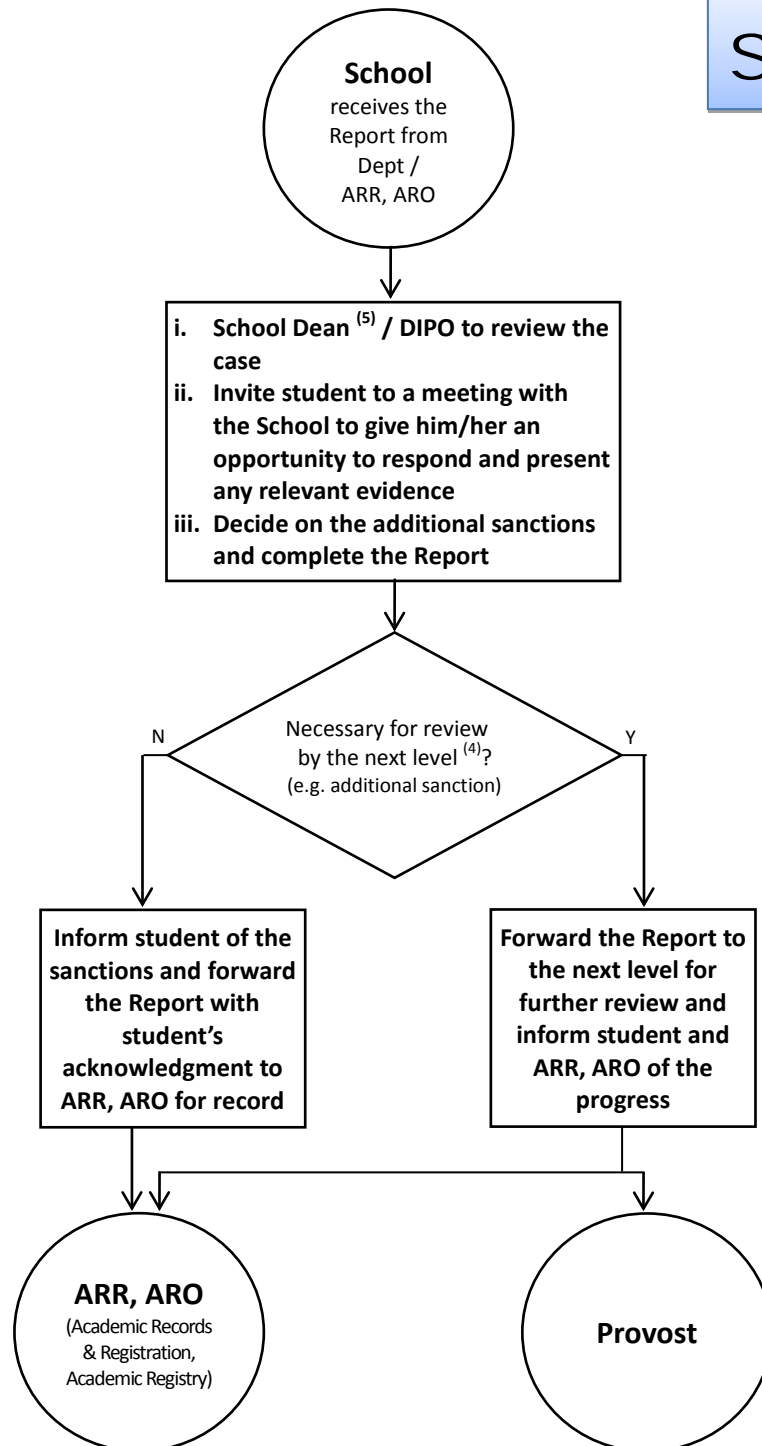 S
School
receives the
Report from
Dept /
ARR, ARO
i. School Dean (5) / DIPO to review the
case
ii. Invite student to a meeting with
the School to give him/her an
opportunity to respond and present
any relevant evidence
iii. Decide on the additional sanctions
and complete the Report
Necessary for review
by the next level (4)?
(e.g. additional sanction)
N
Y
Inform student of the
sanctions and forward
the Report with
student’s
acknowledgment to
ARR, ARO for record
Forward the Report to
the next level for
further review and
inform student and
ARR, ARO of the
progress
ARR, ARO
(Academic Records
& Registration,
Academic Registry)
Provost